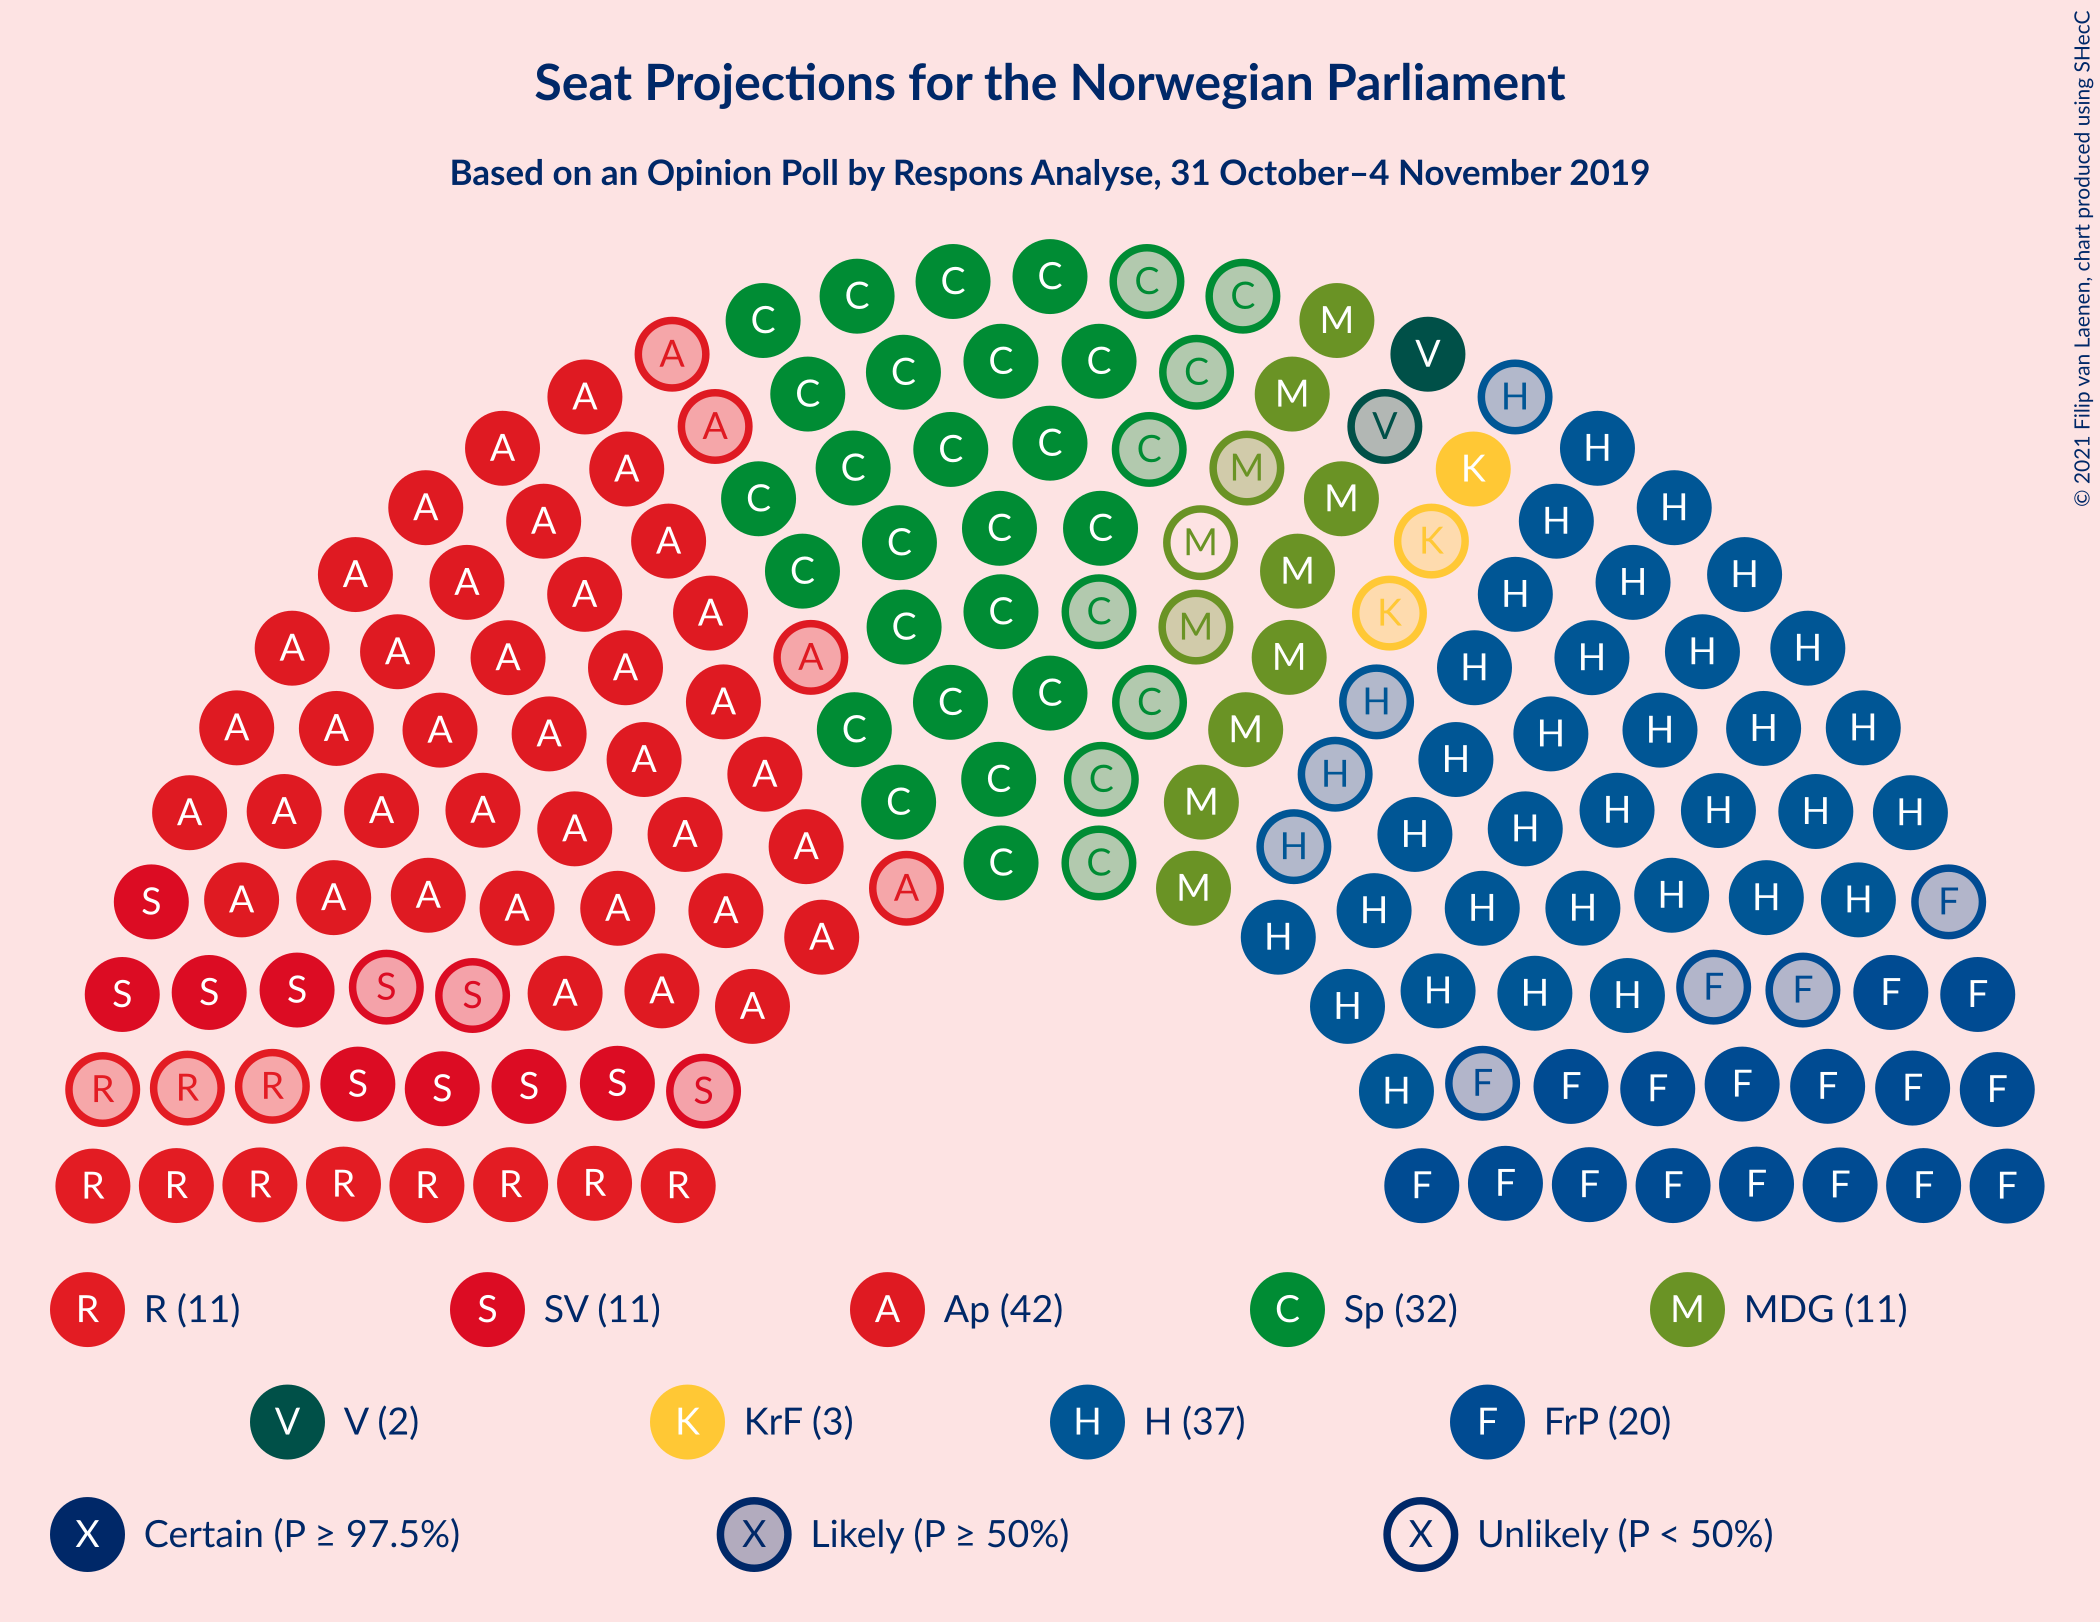 Seat Projections for the Norwegian Parliament
Based on an Opinion Poll by Respons Analyse, 31 October–4 November 2019
© 2021 Filip van Laenen, chart produced using SHecC
C C C C C C M
A C C C C C M V
A A C C C C M M V H
A A C C C C M M K H
A A A C C C C M M K H H
A A A A C C C M M K H H H
A A A A A C C C C M H H H H H
A A A A A A C C C M H H H H H H
A A A A A A A C C M H H H H H H H
S A A A A A A A A H H H H H H H F
S S S S S A A A H H H H F F F F
R R R S S S S S H F F F F F F F
R R R R R R R R F F F F F F F F
R R (11) S SV (11) A Ap (42) C Sp (32) M MDG (11)
V V (2) K KrF (3) H H (37) F FrP (20)
X Certain (P ≥ 97.5%) X Likely (P ≥ 50%) X Unlikely (P < 50%)